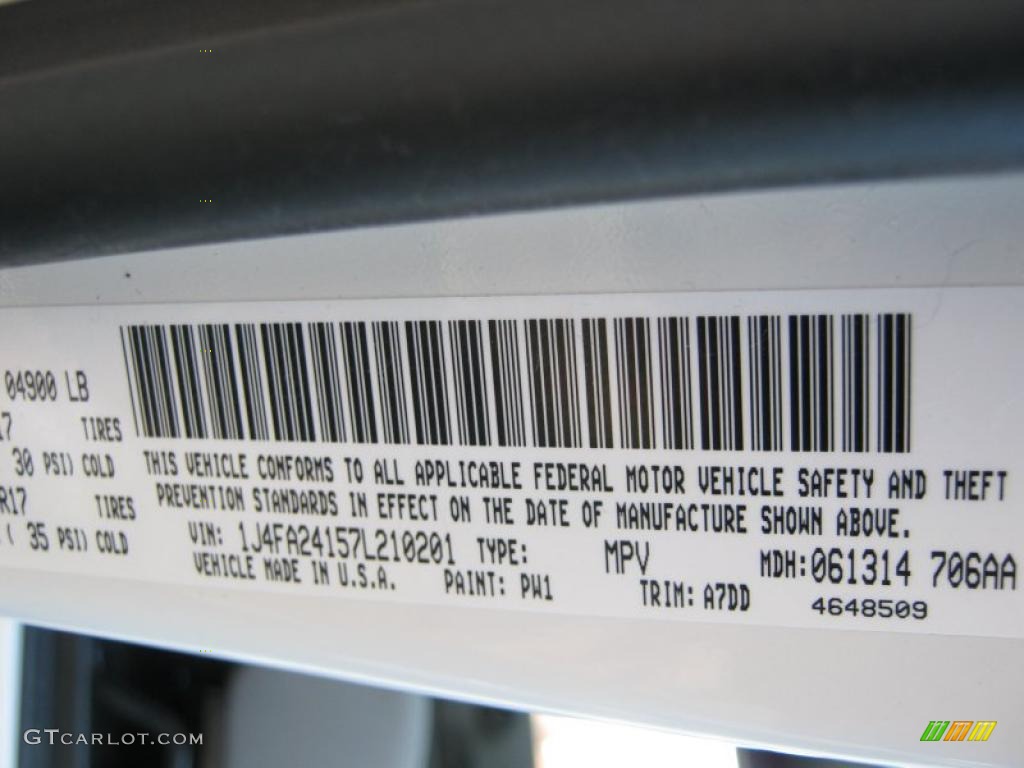 04900 LB
17 TIRES
30 PSI) COLD
R17 TIRES
( 35 PSI) COLD
THIS VEHICLE CONFORMS TO ALL APPLICABLE FEDERAL MOTOR VEHICLE SAFETY AND THEFT
PREVENTION STANDARDS IN EFFECT ON THE DATE OF MANUFACTURE SHOWN ABOVE.
VIN: 1J4FA24157L210201 TYPE: MPV MDH:061314 706AA
VEHICLE MADE IN U.S.A. PAINT: PW1 TRIM: A7DD 4648509
GTCARLOT.COM